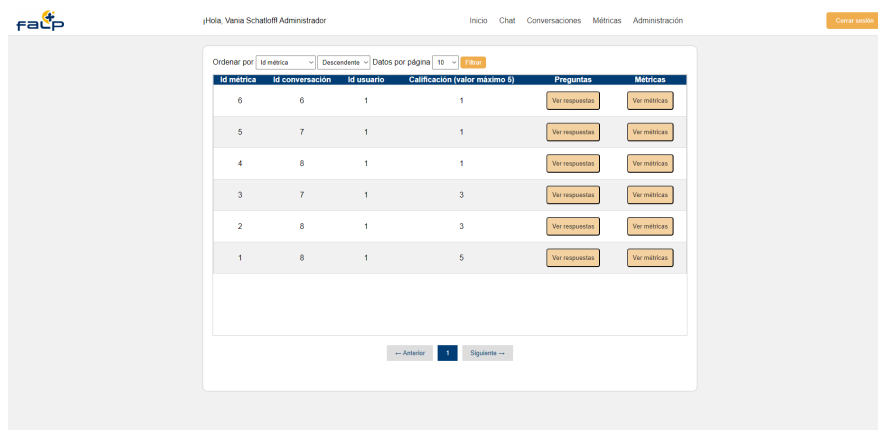 falp
¡Hola, Vania Schatloff! Administrador
Inicio Chat Conversaciones Métricas Administración
Cerrar sesión
Ordenar por Id métrica Descendente Datos por página 10 Filtrar
Id métrica Id conversación Id usuario Calificación (valor máximo 5) Preguntas Métricas
6 6 1 1 Ver respuestas Ver métricas
5 7 1 1 Ver respuestas Ver métricas
4 8 1 1 Ver respuestas Ver métricas
3 7 1 3 Ver respuestas Ver métricas
2 8 1 3 Ver respuestas Ver métricas
1 8 1 5 Ver respuestas Ver métricas
← Anterior 1 Siguiente →